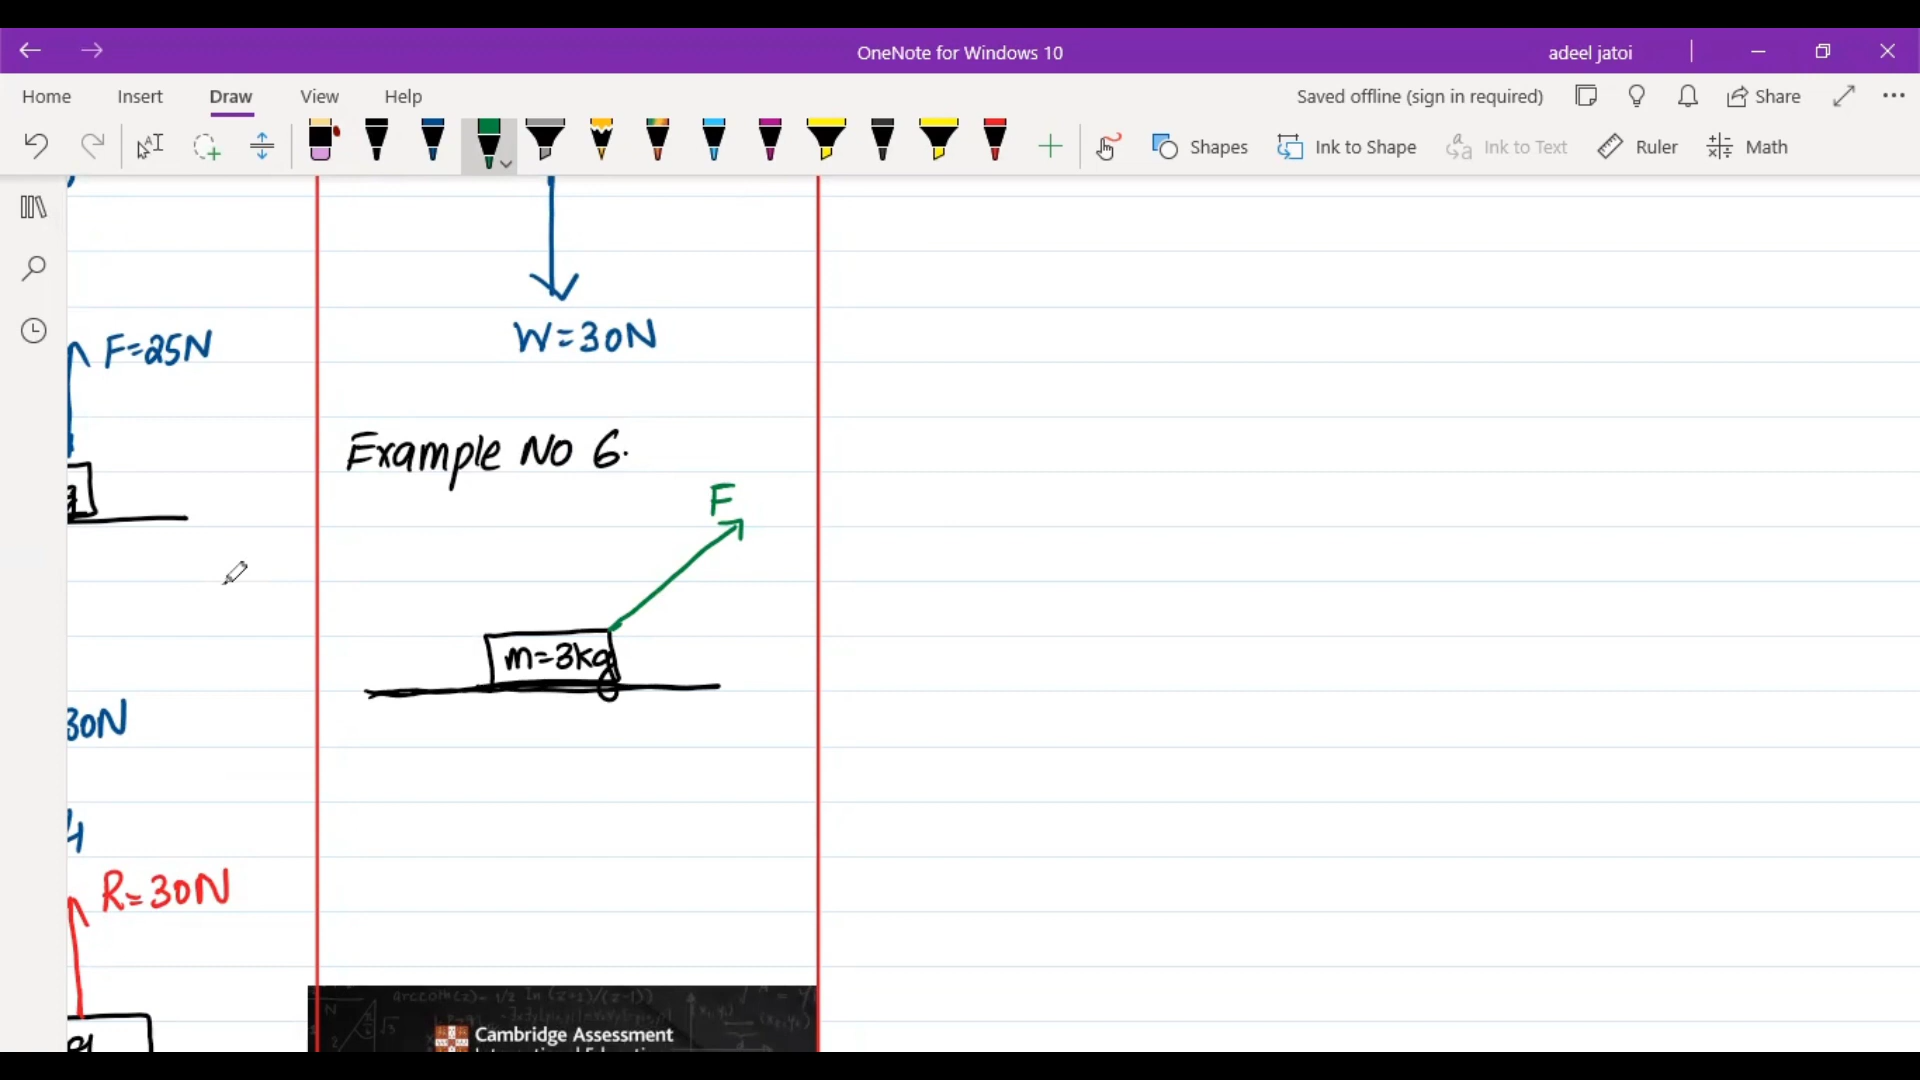 OneNote for Windows 10
adeel jatoi
Home Insert Draw View Help
Saved offline (sign in required)
Share
Shapes
Ink to Shape
Ink to Text
Ruler
Math
W=30N
F=25N
Example No 6.
F
m=3kg
30N
R=30N
Cambridge Assessment